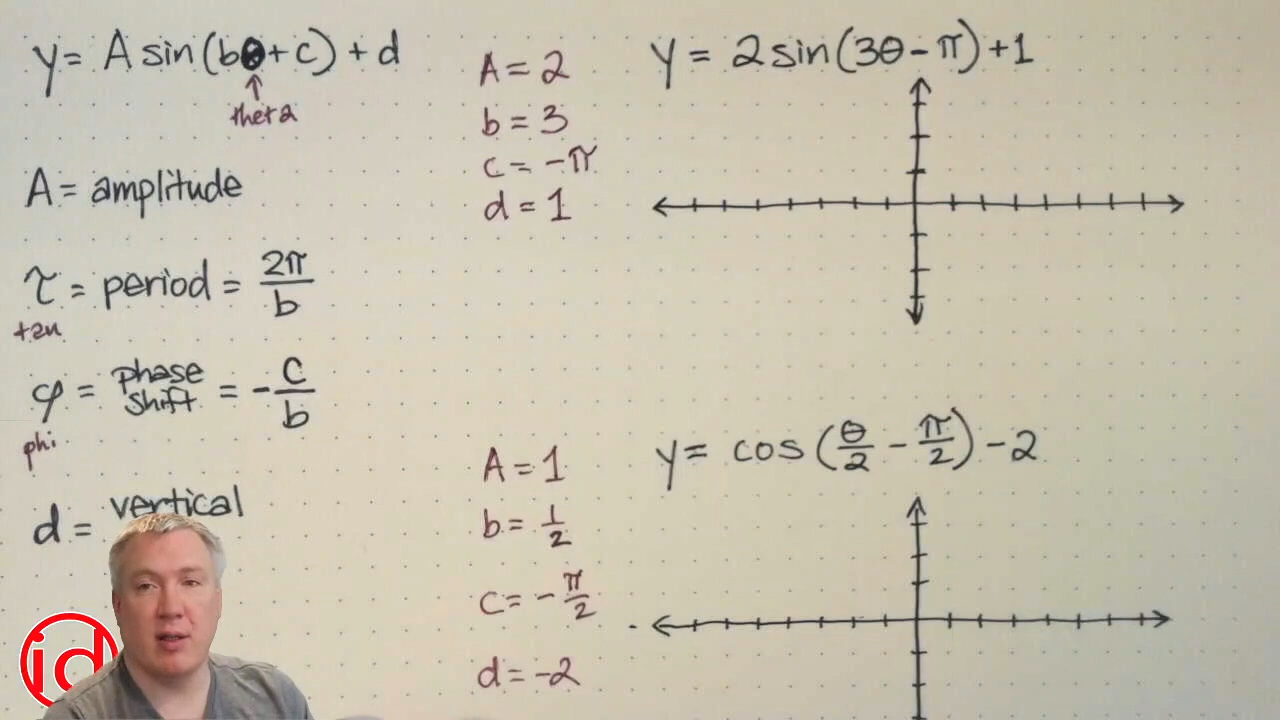 y = A sin(bθ + c) + d
theta
A = amplitude
τ = period = 2π/b
tau
φ = phase shift = - c/b
phi
d = vertical
A = 2
b = 3
c = -π
d = 1
y = 2 sin(3θ - π) + 1
A = 1
b = 1/2
c = - π/2
d = -2
y = cos(θ/2 - π/2) - 2
id